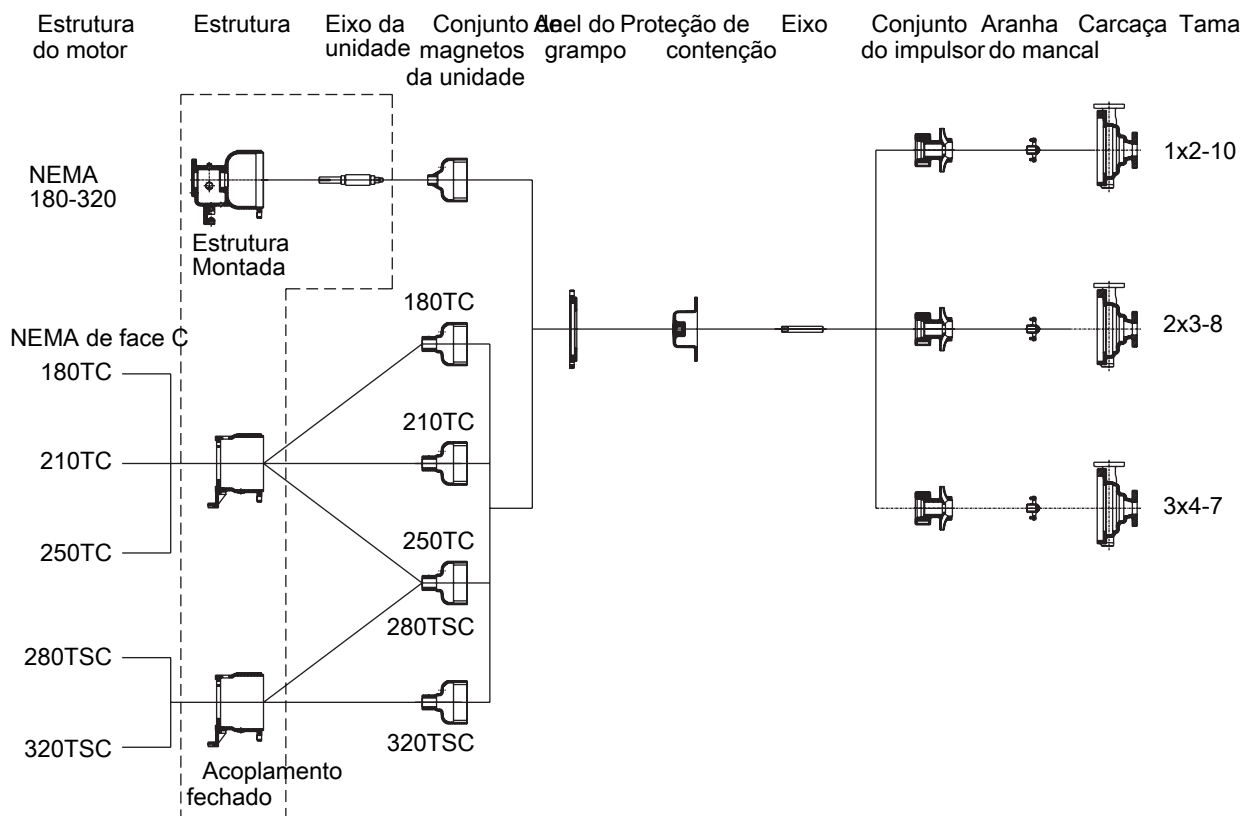 Estrutura
do motor
Estrutura
Eixo da
unidade
Conjunto de
magnetos
da unidade
Anel do
grampo
Proteção de
contenção
Eixo
Conjunto
do impulsor
Aranha
do mancal
Carcaça
Tama
NEMA
180-320
Estrutura
Montada
1x2-10
NEMA de face C
180TC
180TC
2x3-8
210TC
210TC
250TC
250TC
3x4-7
280TSC
280TSC
320TSC
320TSC
Acoplamento
fechado